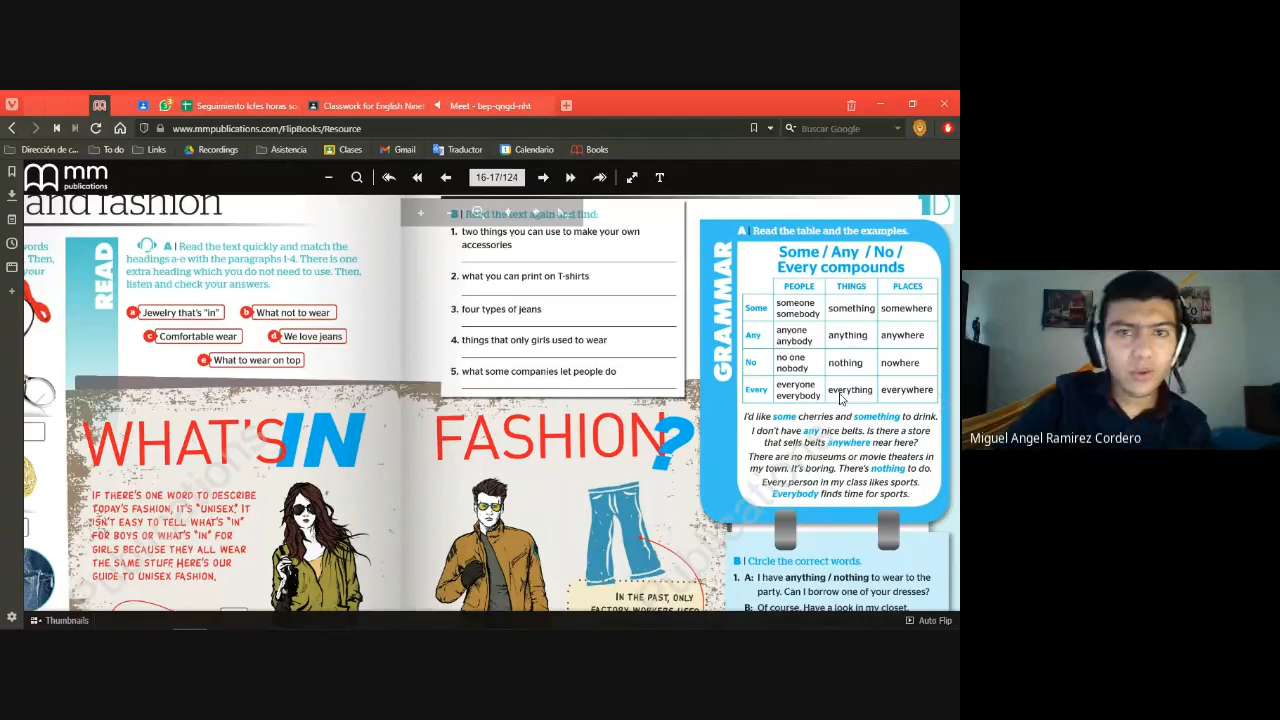 Seguimiento Icfes horas so
Classwork for English Nine
Meet - bep-qngd-nht
www.mmpublications.com/FlipBooks/Resource
Buscar Google
Dirección de c...
To do
Links
Recordings
Asistencia
Clases
Gmail
Traductor
Calendario
Books
mm
publications
16-17/124
T
and fashion
words
Then,
your
READ
A | Read the text quickly and match the
headings a-e with the paragraphs 1-4. There is one
extra heading which you do not need to use. Then,
listen and check your answers.
a Jewelry that's "in"
b What not to wear
c Comfortable wear
d We love jeans
e What to wear on top
B | Read the text again and find:
1. two things you can use to make your own
accessories
2. what you can print on T-shirts
3. four types of jeans
4. things that only girls used to wear
5. what some companies let people do
WHAT'S IN FASHION?
IF THERE'S ONE WORD TO DESCRIBE
TODAY'S FASHION, IT'S "UNISEX." IT
ISN'T EASY TO TELL WHAT'S "IN"
FOR BOYS OR WHAT'S "IN" FOR
GIRLS BECAUSE THEY ALL WEAR
THE SAME STUFF. HERE'S OUR
GUIDE TO UNISEX FASHION.
IN THE PAST, ONLY
FACTORY WORKERS USED
1D
GRAMMAR
A | Read the table and the examples.
Some / Any / No /
Every compounds
PEOPLE THINGS PLACES
Some someone somebody something somewhere
Any anyone anybody anything anywhere
No no one nobody nothing nowhere
Every everyone everybody everything everywhere
I'd like some cherries and something to drink.
I don't have any nice belts. Is there a store
that sells belts anywhere near here?
There are no museums or movie theaters in
my town. It's boring. There's nothing to do.
Every person in my class likes sports.
Everybody finds time for sports.
B | Circle the correct words.
1. A: I have anything / nothing to wear to the
party. Can I borrow one of your dresses?
B: Of course. Have a look in my closet.
Thumbnails
Auto Flip
Miguel Angel Ramirez Cordero